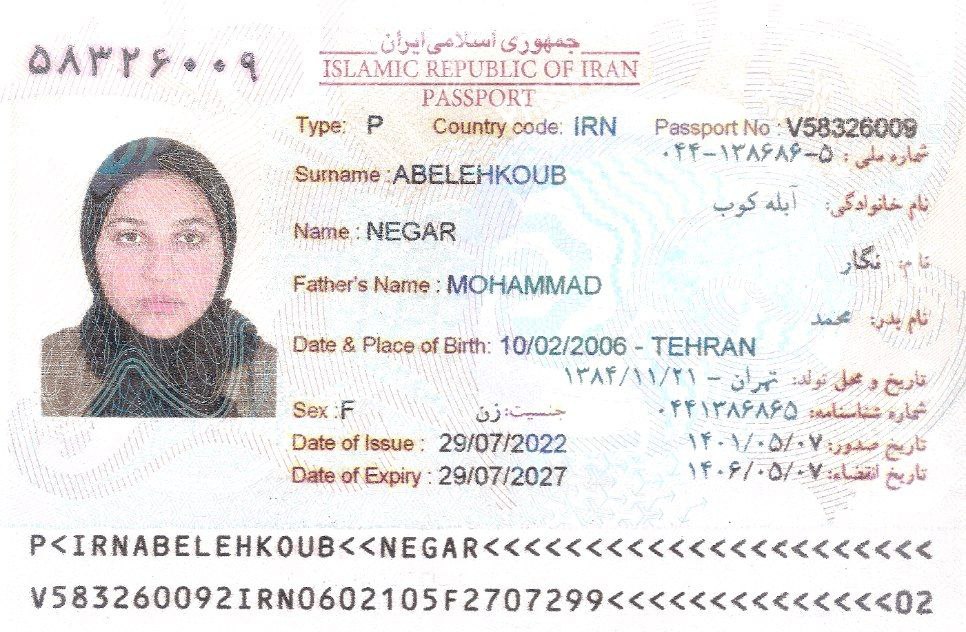 ۵۸۳۲۶۰۰۹
جمهوری اسلامی ایران
ISLAMIC REPUBLIC OF IRAN
PASSPORT
Type: P Country code: IRN Passport No : V58326009
شماره ملی: ۰۴۴-۱۳۸۶۸۶-۵
Surname : ABELEHKOUB
نام خانوادگی: آبله کوب
Name : NEGAR
نام: نگار
Father's Name : MOHAMMAD
نام پدر: محمد
Date & Place of Birth: 10/02/2006 - TEHRAN
تاریخ و محل تولد: تهران - ۱۳۸۴/۱۱/۲۱
Sex : F جنسیت: زن
شماره شناسنامه: ۰۴۴۱۳۸۶۸۶۵
Date of Issue : 29/07/2022
تاریخ صدور: ۱۴۰۱/۰۵/۰۷
Date of Expiry : 29/07/2027
تاریخ انقضاء: ۱۴۰۶/۰۵/۰۷
P<IRNABELEHKOUB<<NEGAR<<<<<<<<<<<<<<<<<<<<<<
V583260092IRN0602105F2707299<<<<<<<<<<<<<<02